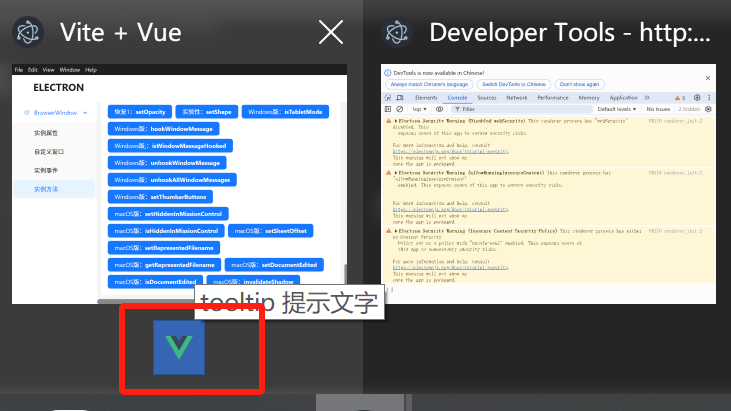 Vite + Vue
File Edit View Window Help
ELECTRON
BrowserWindow
实例属性
自定义窗口
实例事件
实例方法
恢复1：setOpacity 实验性：setShape Windows版：isTabletMode
Windows版：hookWindowMessage
Windows版：isWindowMessageHooked
Windows版：unhookWindowMessage
Windows版：unhookAllWindowMessages
Windows版：setThumbarButtons
macOS版：setHiddenInMissionControl
macOS版：isHiddenInMissionControl macOS版：setSheetOffset
macOS版：setRepresentedFilename
macOS版：getRepresentedFilename macOS版：setDocumentEdited
macOS版：isDocumentEdited macOS版：invalidateShadow
tooltip 提示文字
Developer Tools - http:...
DevTools is now available in Chinese!
Always match Chrome's language Switch DevTools to Chinese Don't show again
Elements Console Sources Network Performance Memory Application
top Filter Default levels No Issues 2 hidden
Electron Security Warning (Disabled webSecurity) This renderer process has "webSecurity"
disabled. This
exposes users of this app to severe security risks.
For more information and help, consult
https://electronjs.org/docs/tutorial/security.
This warning will not show up
once the app is packaged.
Electron Security Warning (allowRunningInsecureContent) This renderer process has
"allowRunningInsecureContent"
enabled. This exposes users of this app to severe security risks.
For more information and help, consult
https://electronjs.org/docs/tutorial/security.
This warning will not show up
once the app is packaged.
Electron Security Warning (Insecure Content-Security-Policy) This renderer process has either
no Content Security
Policy set or a policy with "unsafe-eval" enabled. This exposes users of
this app to unnecessary security risks.
For more information and help, consult
https://electronjs.org/docs/tutorial/security.
This warning will not show up
once the app is packaged.